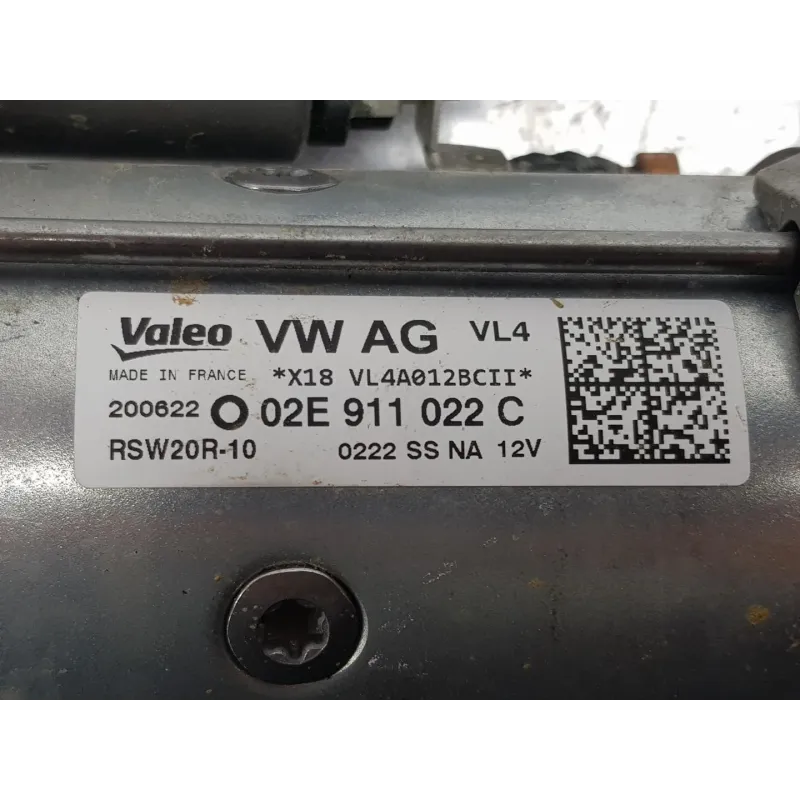 Valeo VW AG VL4
MADE IN FRANCE *X18 VL4A012BCII*
200622 O 02E 911 022 C
RSW20R-10 0222 SS NA 12V